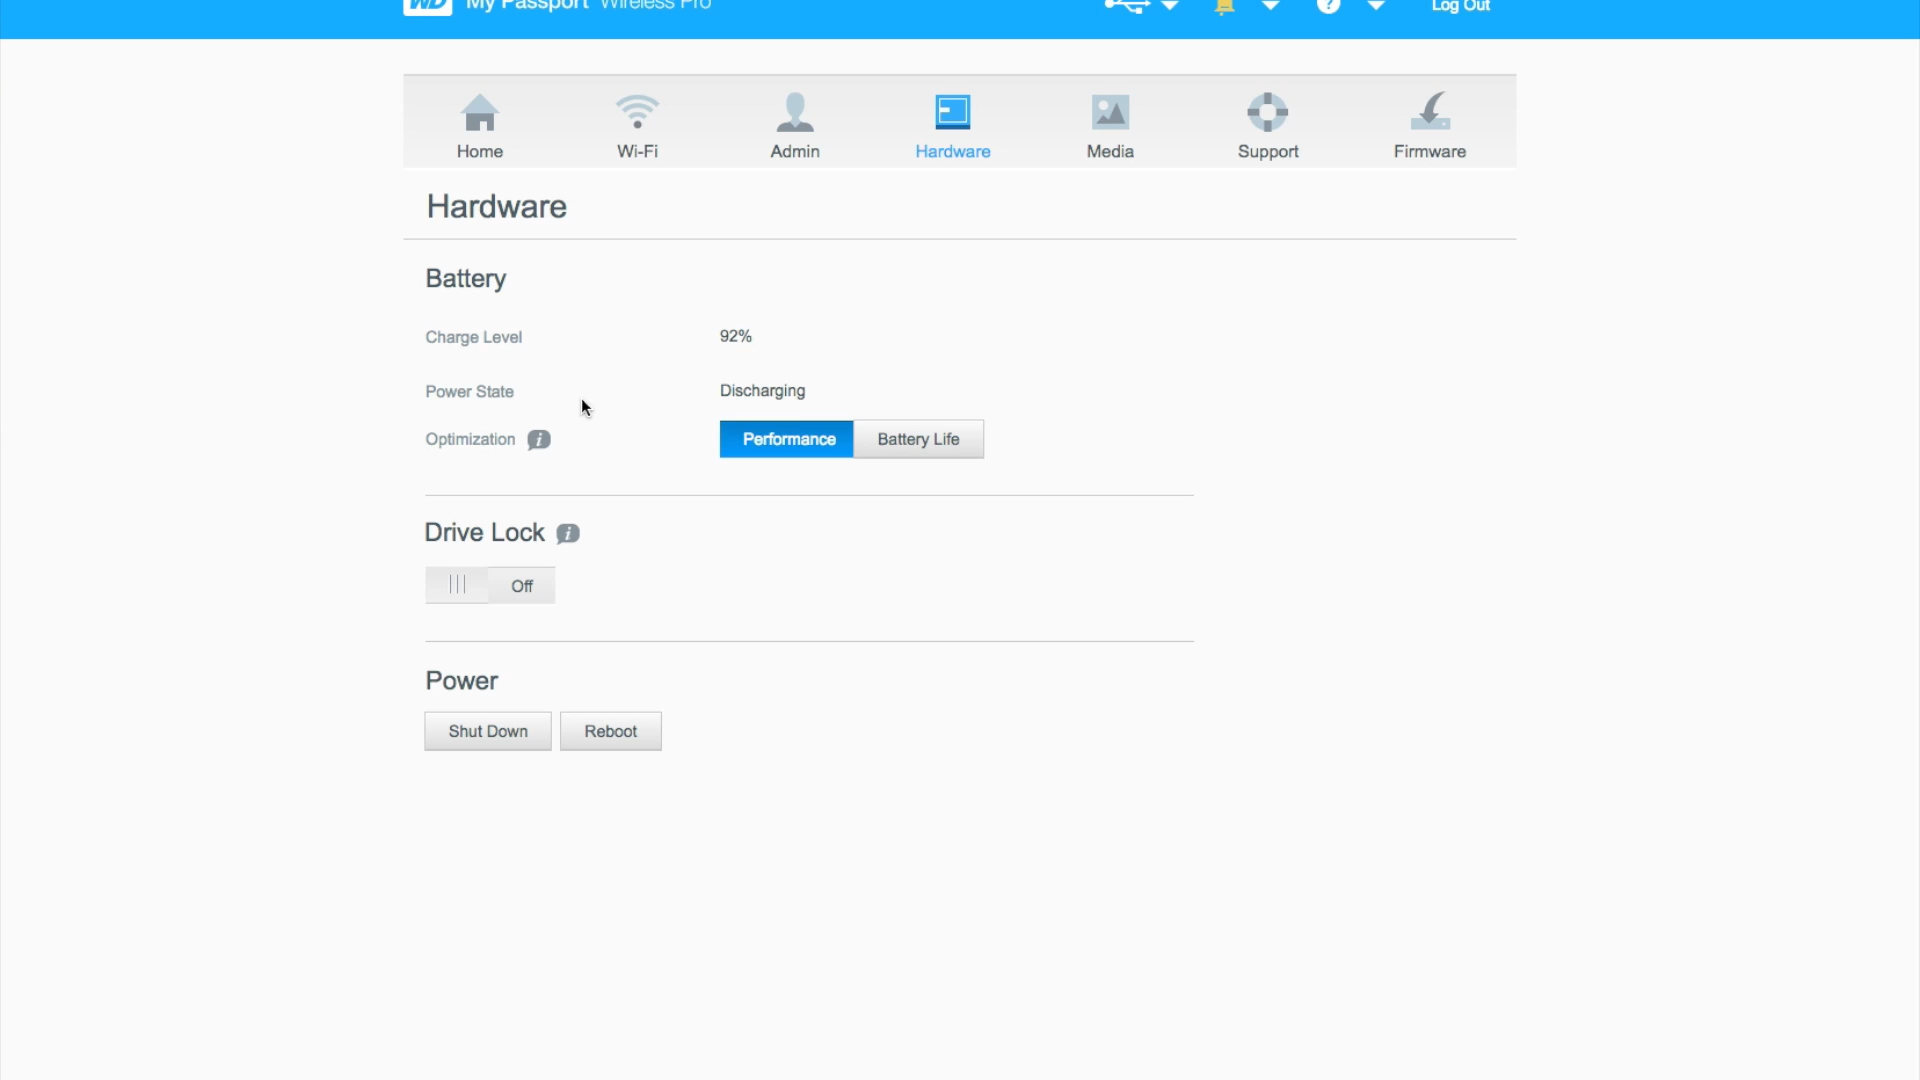 WD My Passport Wireless Pro
Log Out
Home Wi-Fi Admin Hardware Media Support Firmware
Hardware
Battery
Charge Level 92%
Power State Discharging
Optimization i Performance Battery Life
Drive Lock i
Off
Power
Shut Down Reboot